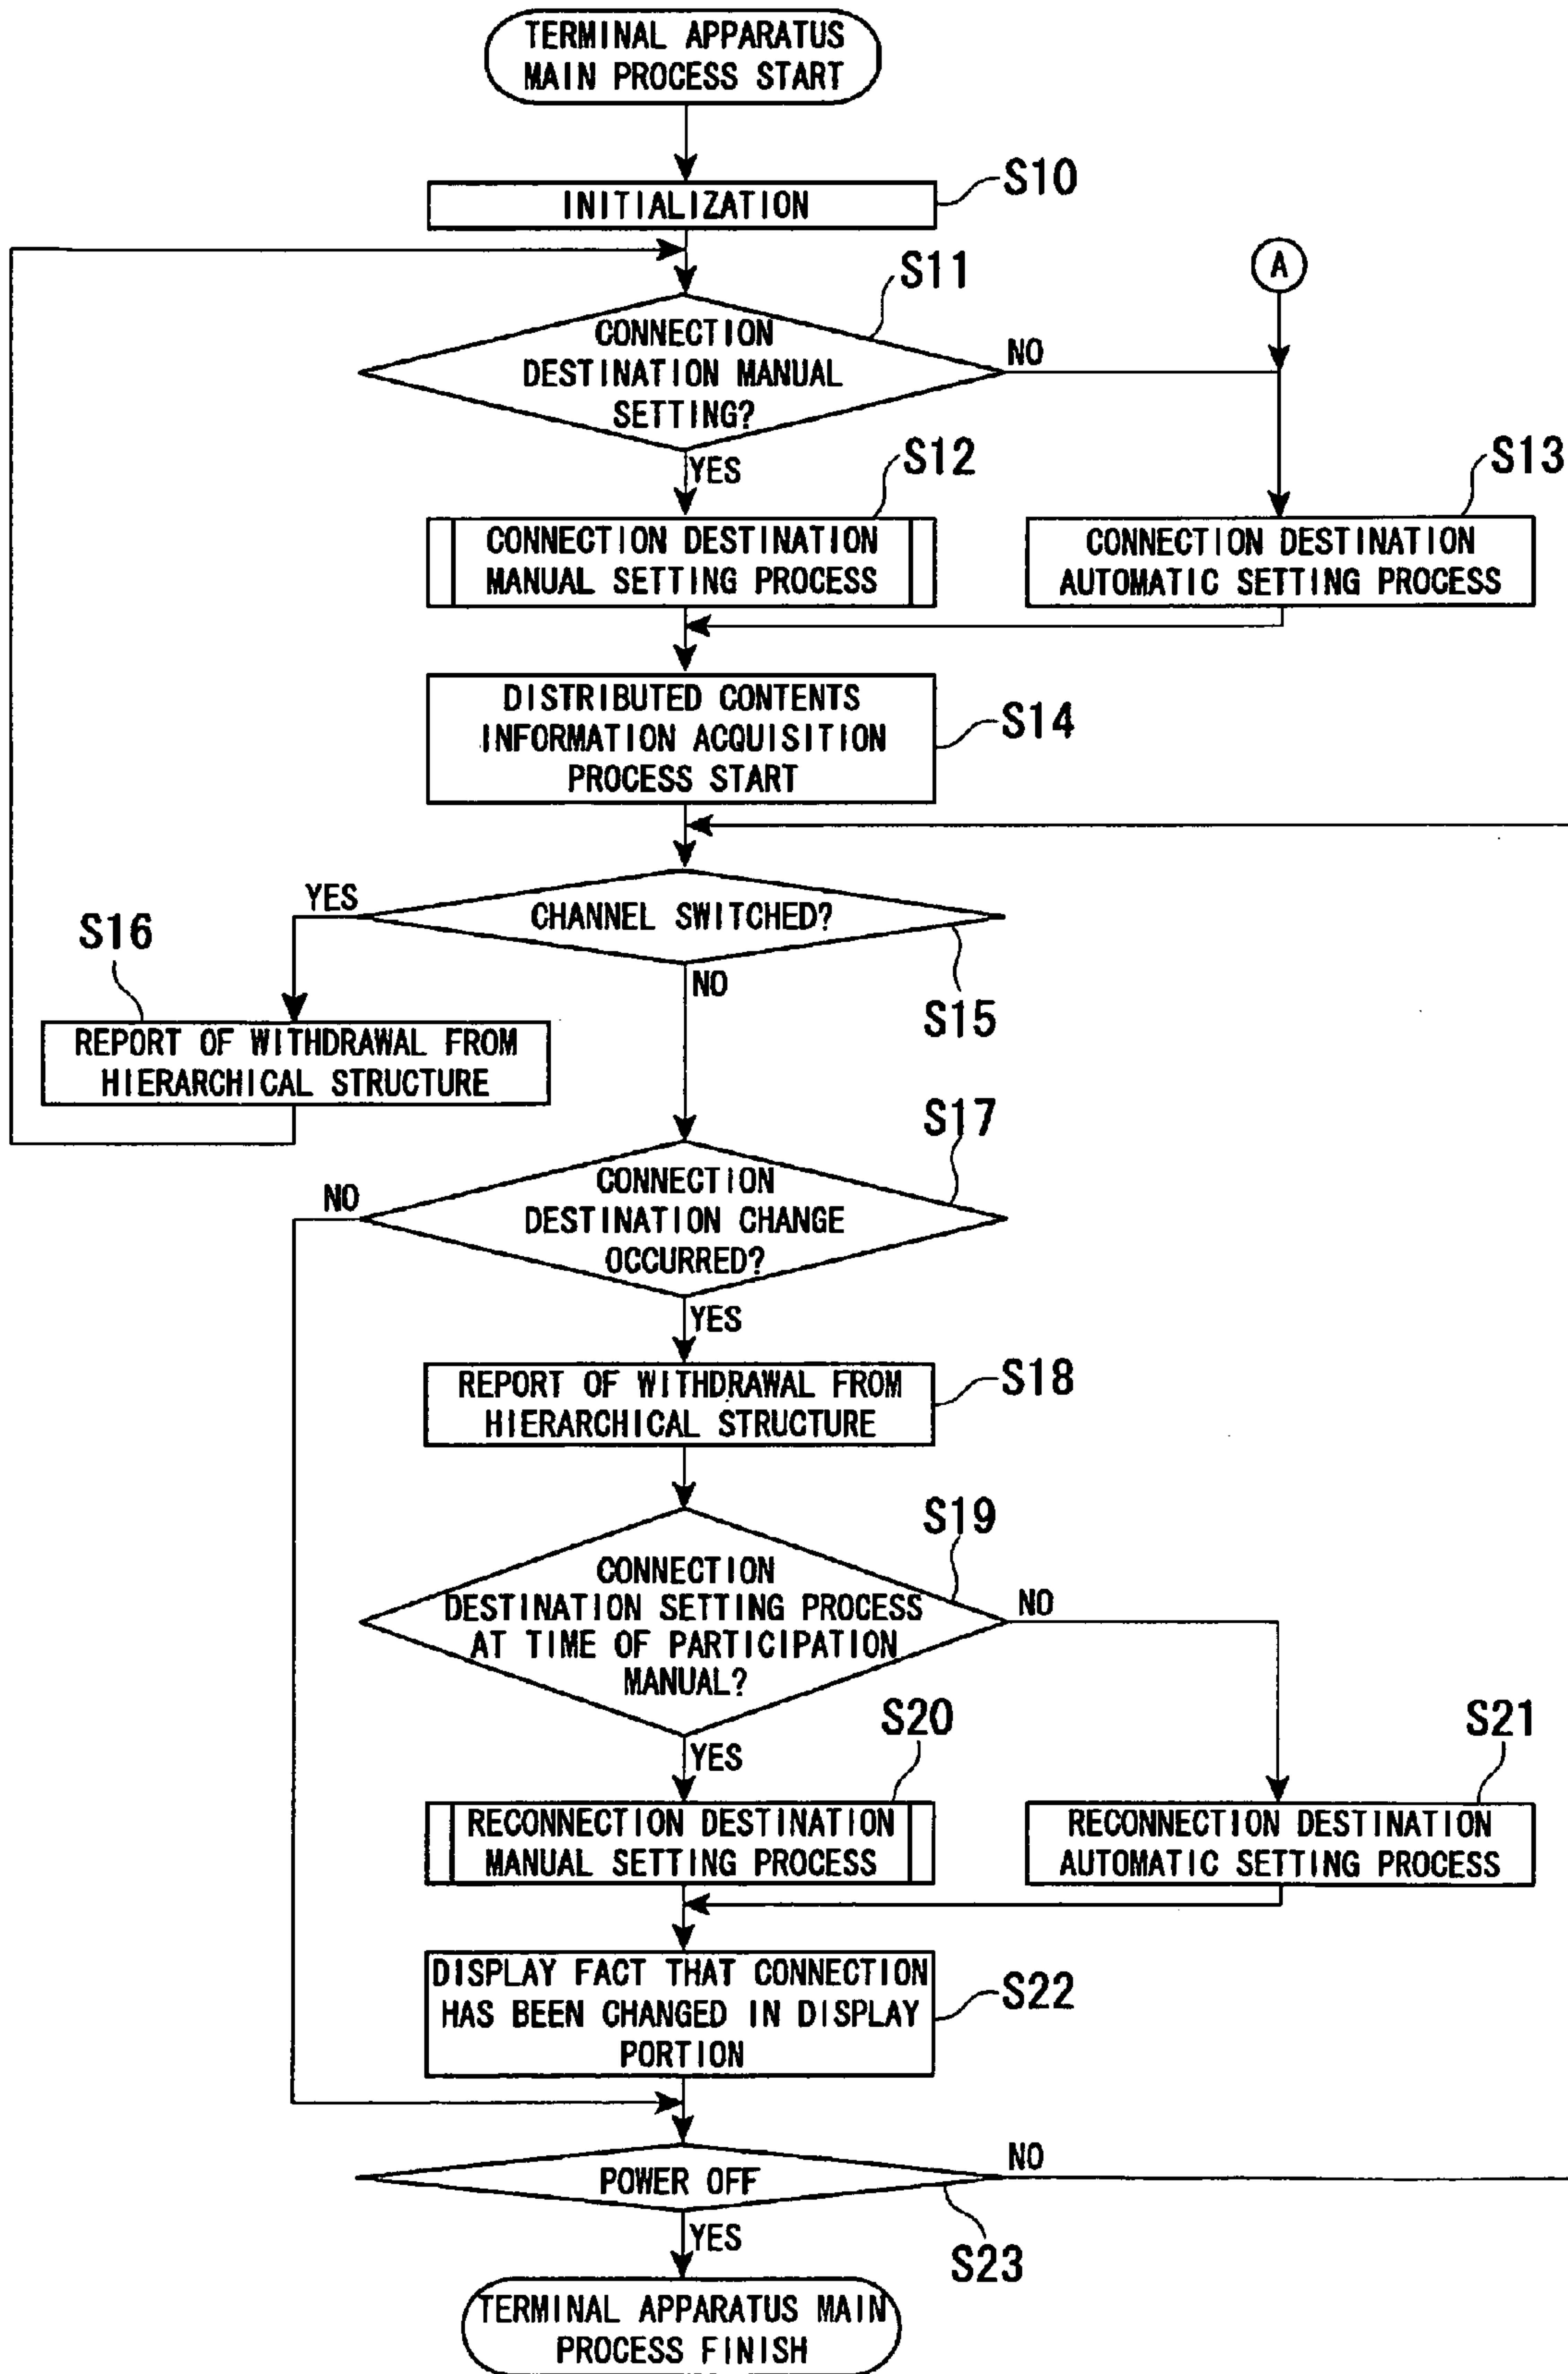 TERMINAL APPARATUS
MAIN PROCESS START
INITIALIZATION
S10
S11
A
CONNECTION
DESTINATION MANUAL
SETTING?
NO
YES
S12
S13
CONNECTION DESTINATION
MANUAL SETTING PROCESS
CONNECTION DESTINATION
AUTOMATIC SETTING PROCESS
DISTRIBUTED CONTENTS
INFORMATION ACQUISITION
PROCESS START
S14
YES
CHANNEL SWITCHED?
S16
NO
S15
REPORT OF WITHDRAWAL FROM
HIERARCHICAL STRUCTURE
S17
CONNECTION
DESTINATION CHANGE
OCCURRED?
NO
YES
REPORT OF WITHDRAWAL FROM
HIERARCHICAL STRUCTURE
S18
S19
CONNECTION
DESTINATION SETTING PROCESS
AT TIME OF PARTICIPATION
MANUAL?
NO
YES
S20
S21
RECONNECTION DESTINATION
MANUAL SETTING PROCESS
RECONNECTION DESTINATION
AUTOMATIC SETTING PROCESS
DISPLAY FACT THAT CONNECTION
HAS BEEN CHANGED IN DISPLAY
PORTION
S22
POWER OFF
NO
YES
S23
TERMINAL APPARATUS MAIN
PROCESS FINISH